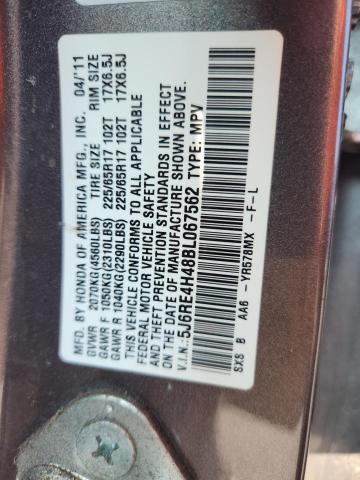 MFD. BY HONDA OF AMERICA MFG., INC. 04/'11
GVWR 2070KG(4560LBS) TIRE SIZE RIM SIZE
GAWR F 1050KG(2310LBS) 225/65R17 102T 17X6.5J
GAWR R 1040KG(2290LBS) 225/65R17 102T 17X6.5J
THIS VEHICLE CONFORMS TO ALL APPLICABLE
FEDERAL MOTOR VEHICLE SAFETY
AND THEFT PREVENTION STANDARDS IN EFFECT
ON THE DATE OF MANUFACTURE SHOWN ABOVE.
V.I.N.:5J6RE4H48BL067562 TYPE: MPV
SXS B AA6 -YR578MX -F-L